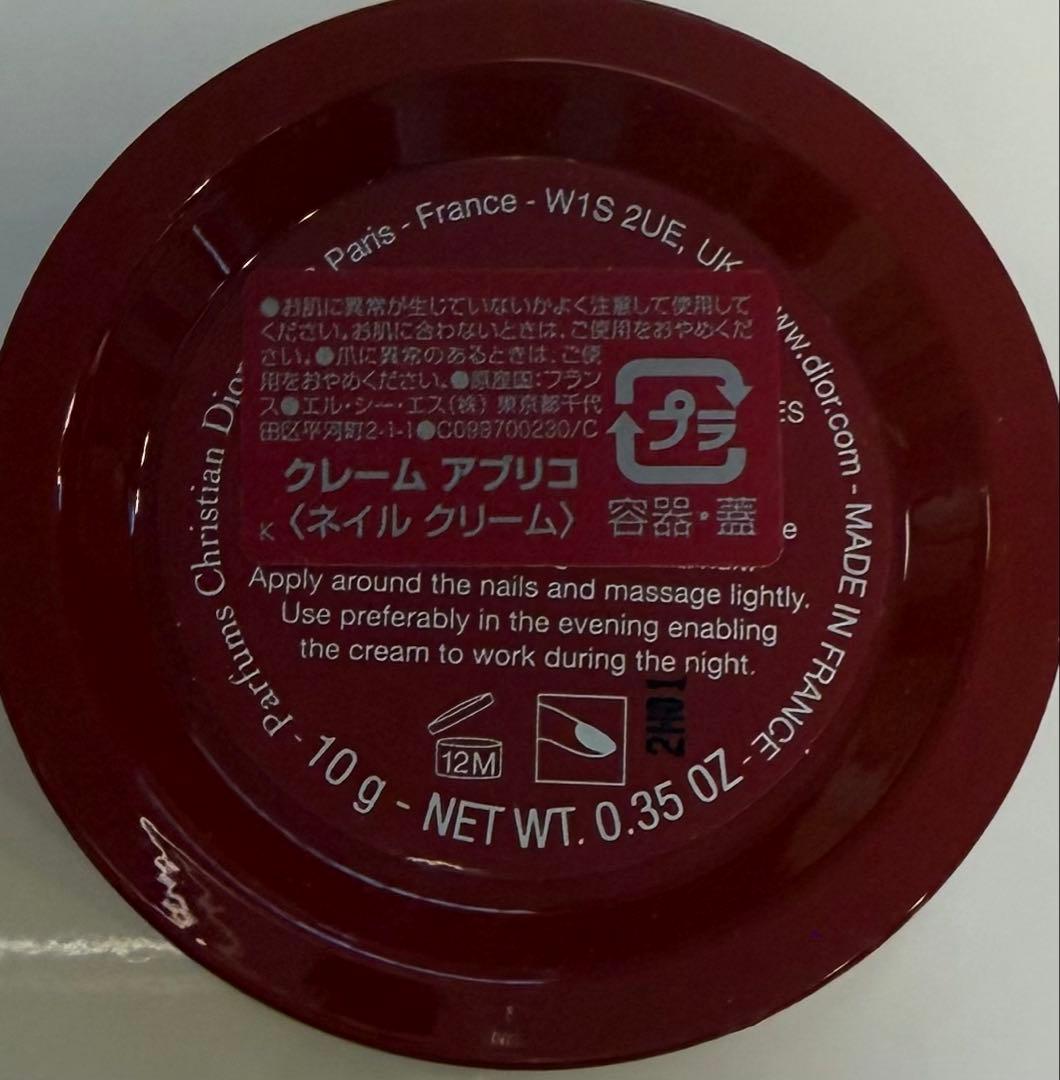 Parfums Christian Dior
Paris - France - W1S 2UE, UK
www.dior.com - MADE IN FRANCE -
●お肌に異常が生じていないかよく注意して使用して
ください。お肌に合わないときは、ご使用をおやめくだ
さい。●爪に異常のあるときは、ご使
用をおやめください。●原産国:フラン
ス●エル・シー・エス(株) 東京都千代
田区平河町2-1-1●C099700230/C
クレーム アブリコ
K 〈ネイル クリーム〉
プラ
容器・蓋
ES
e
Apply around the nails and massage lightly.
Use preferably in the evening enabling
the cream to work during the night.
12M
2H01
- 10 g - NET WT. 0.35 OZ -